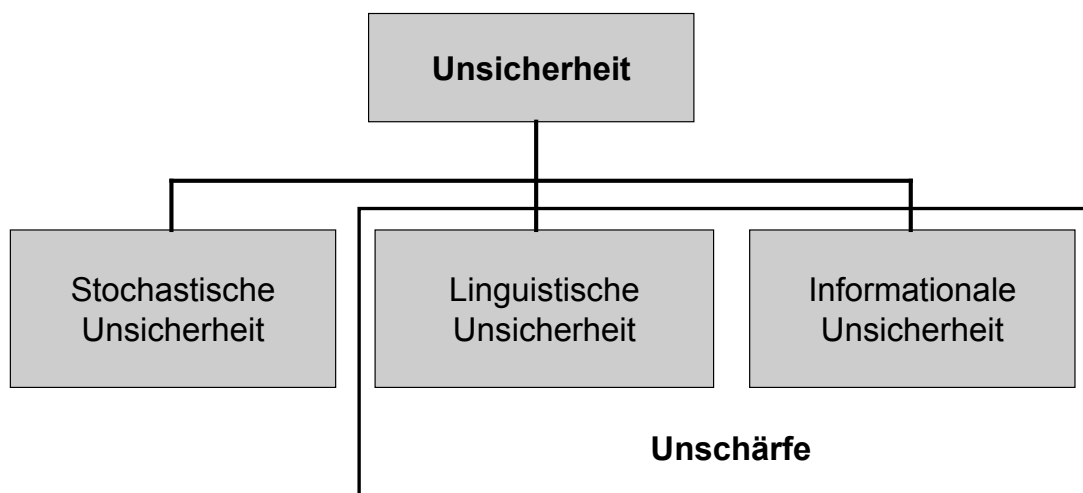 Unsicherheit
Stochastische
Unsicherheit
Linguistische
Unsicherheit
Informationale
Unsicherheit
Unschärfe